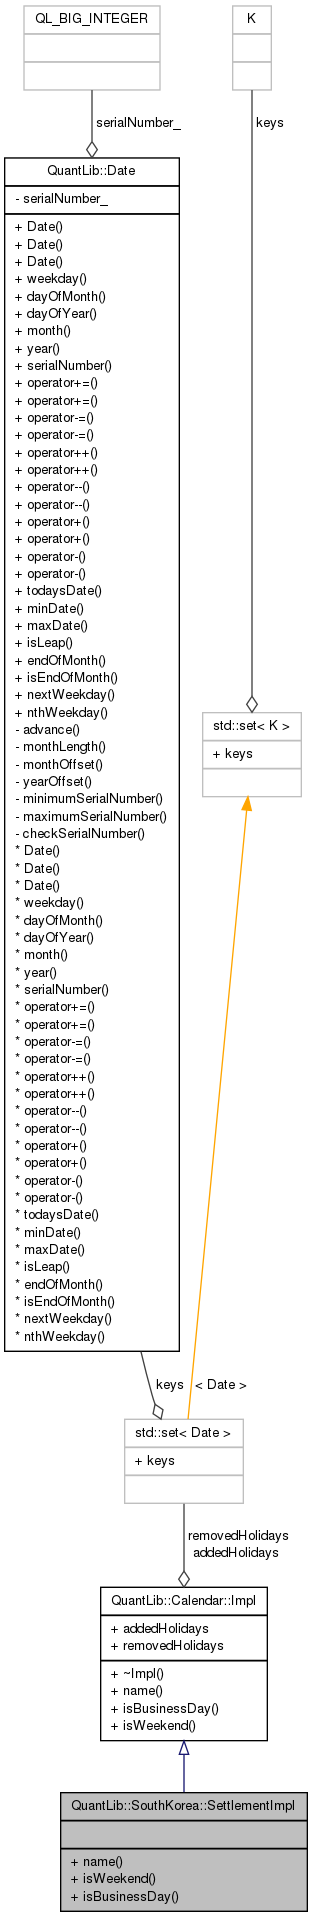 QL_BIG_INTEGER
K
serialNumber_
keys
QuantLib::Date
- serialNumber_
+ Date()
+ Date()
+ Date()
+ weekday()
+ dayOfMonth()
+ dayOfYear()
+ month()
+ year()
+ serialNumber()
+ operator+=()
+ operator+=()
+ operator-=()
+ operator-=()
+ operator++()
+ operator++()
+ operator--()
+ operator--()
+ operator+()
+ operator+()
+ operator-()
+ operator-()
+ todaysDate()
+ minDate()
+ maxDate()
+ isLeap()
+ endOfMonth()
+ isEndOfMonth()
+ nextWeekday()
+ nthWeekday()
- advance()
- monthLength()
- monthOffset()
- yearOffset()
- minimumSerialNumber()
- maximumSerialNumber()
- checkSerialNumber()
* Date()
* Date()
* Date()
* weekday()
* dayOfMonth()
* dayOfYear()
* month()
* year()
* serialNumber()
* operator+=()
* operator+=()
* operator-=()
* operator-=()
* operator++()
* operator++()
* operator--()
* operator--()
* operator+()
* operator+()
* operator-()
* operator-()
* todaysDate()
* minDate()
* maxDate()
* isLeap()
* endOfMonth()
* isEndOfMonth()
* nextWeekday()
* nthWeekday()
std::set< K >
+ keys
keys
< Date >
std::set< Date >
+ keys
removedHolidays
addedHolidays
QuantLib::Calendar::Impl
+ addedHolidays
+ removedHolidays
+ ~Impl()
+ name()
+ isBusinessDay()
+ isWeekend()
QuantLib::SouthKorea::SettlementImpl
+ name()
+ isWeekend()
+ isBusinessDay()